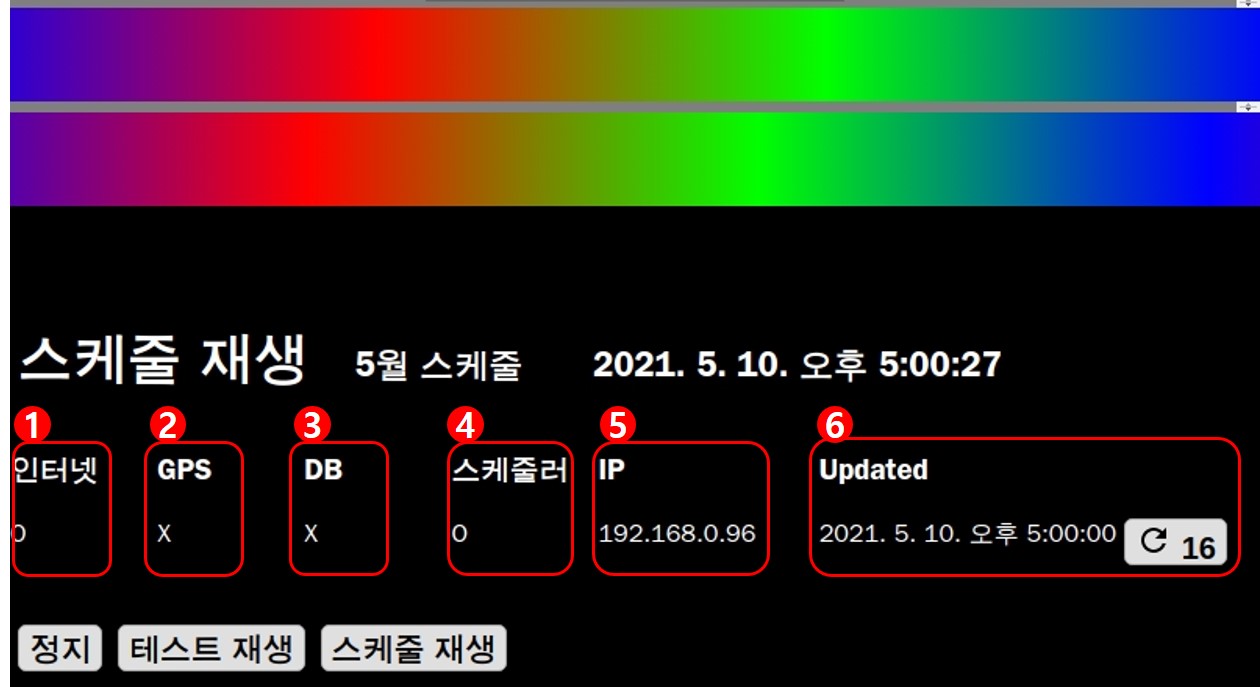 스케줄 재생 5월 스케줄 2021. 5. 10. 오후 5:00:27
1 2 3 4 5 6
인터넷 GPS DB 스케줄러 IP Updated
O X X O 192.168.0.96 2021. 5. 10. 오후 5:00:00 16
정지 테스트 재생 스케줄 재생